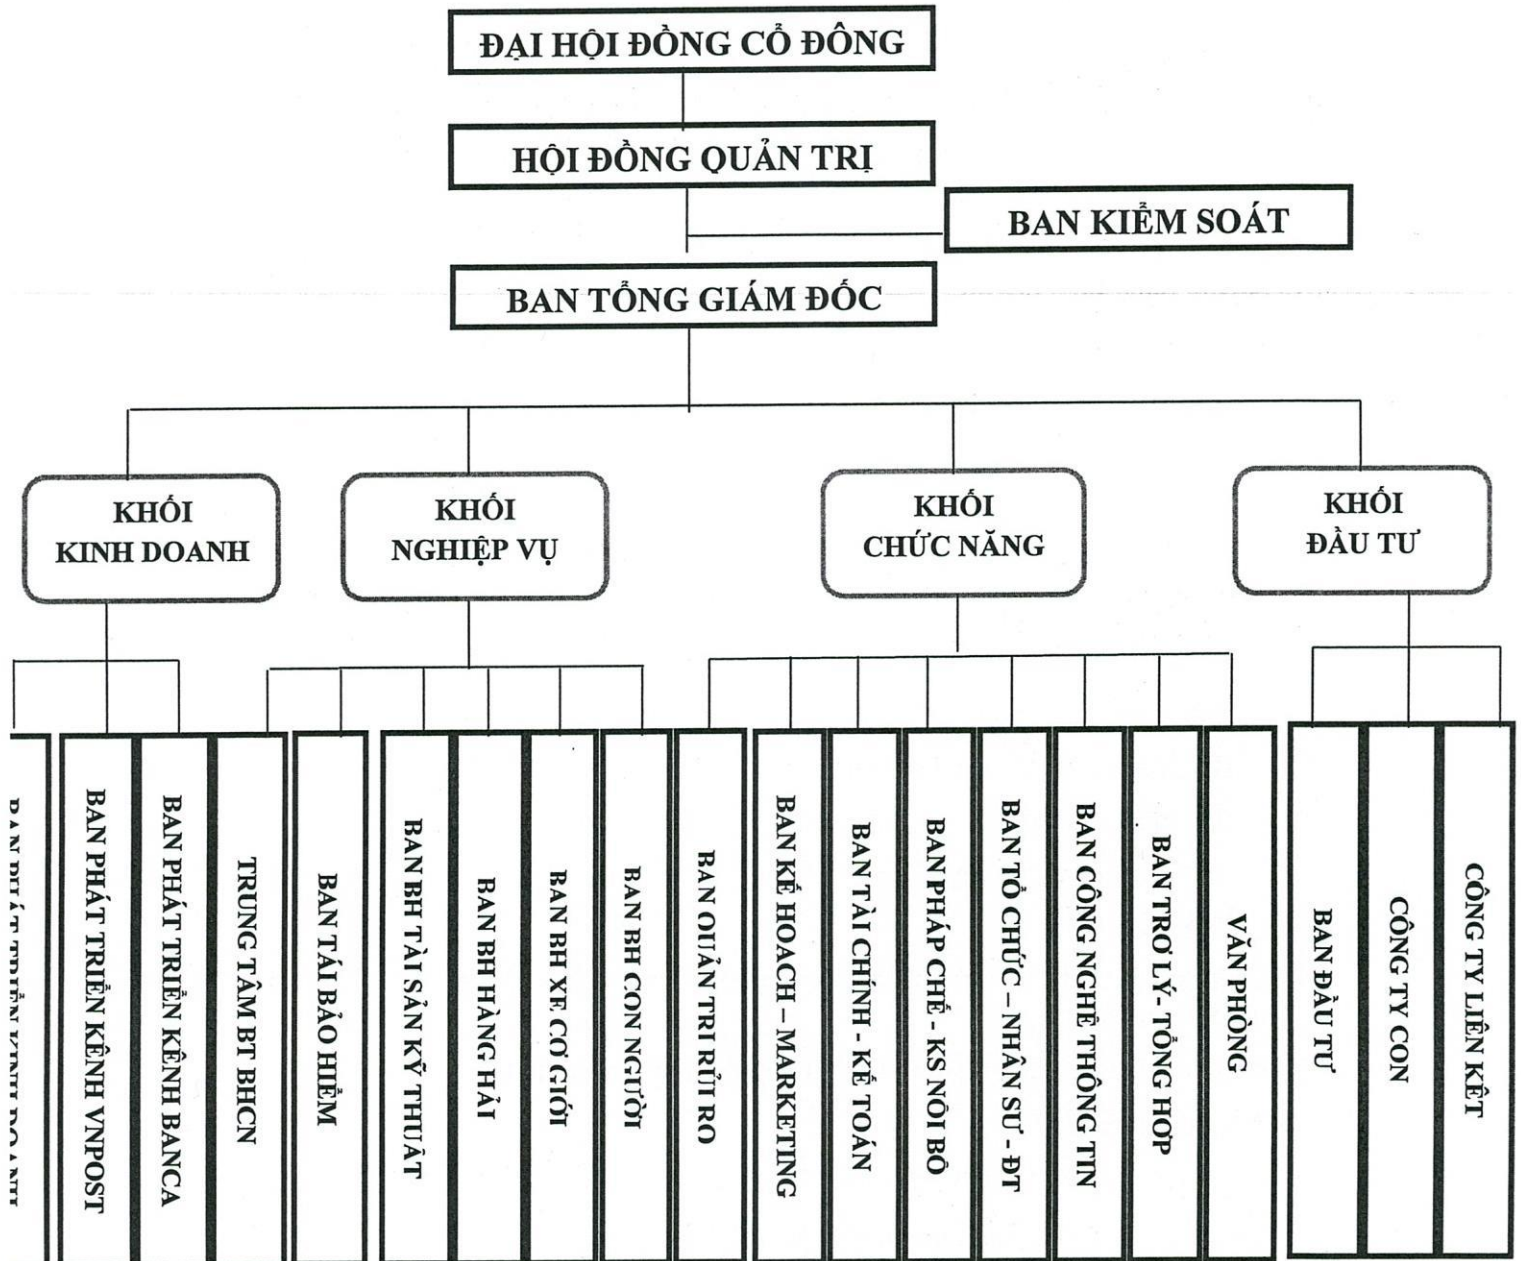 ĐẠI HỘI ĐỒNG CỔ ĐÔNG
HỘI ĐỒNG QUẢN TRỊ
BAN KIỂM SOÁT
BAN TỔNG GIÁM ĐỐC
KHỐI
KINH DOANH
KHỐI
NGHIỆP VỤ
KHỐI
CHỨC NĂNG
KHỐI
ĐẦU TƯ
BAN PHÁT TRIỂN KINH DOANH
BAN PHÁT TRIỂN KÊNH VNPOST
BAN PHÁT TRIỂN KÊNH BANCA
TRUNG TÂM BT BHCN
BAN TÁI BẢO HIỂM
BAN BH TÀI SẢN KỸ THUẬT
BAN BH HÀNG HẢI
BAN BH XE CƠ GIỚI
BAN BH CON NGƯỜI
BAN QUẢN TRỊ RỦI RO
BAN KẾ HOẠCH – MARKETING
BAN TÀI CHÍNH - KẾ TOÁN
BAN PHÁP CHẾ - KS NỘI BỘ
BAN TỔ CHỨC – NHÂN SỰ - ĐT
BAN CÔNG NGHỆ THÔNG TIN
BAN TRỢ LÝ- TỔNG HỢP
VĂN PHÒNG
BAN ĐẦU TƯ
CÔNG TY CON
CÔNG TY LIÊN KẾT